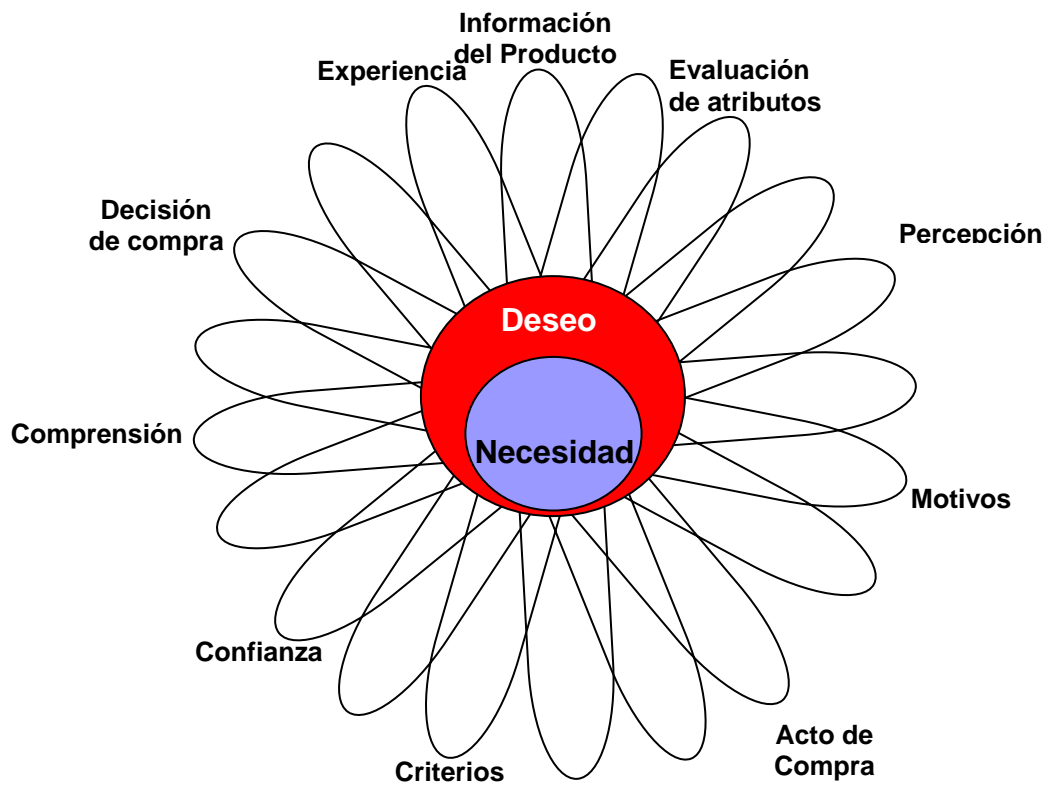 Información
del Producto
Experiencia
Evaluación
de atributos
Decisión
de compra
Percepción
Deseo
Necesidad
Comprensión
Motivos
Confianza
Acto de
Compra
Criterios